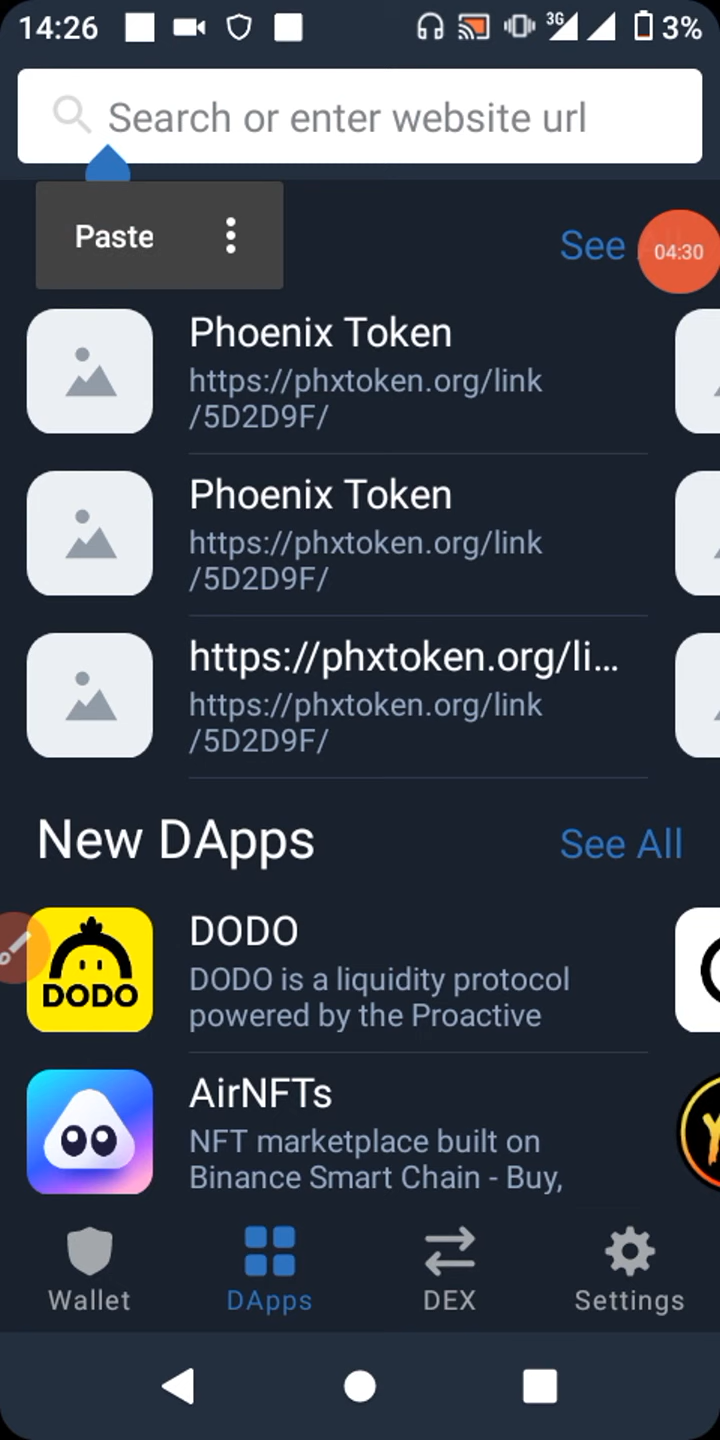 14:26
3G
3%
Search or enter website url
Paste
See
04:30
Phoenix Token
https://phxtoken.org/link
/5D2D9F/
Phoenix Token
https://phxtoken.org/link
/5D2D9F/
https://phxtoken.org/li...
https://phxtoken.org/link
/5D2D9F/
New DApps
See All
DODO
DODO
DODO is a liquidity protocol
powered by the Proactive
AirNFTs
NFT marketplace built on
Binance Smart Chain - Buy,
Wallet
DApps
DEX
Settings